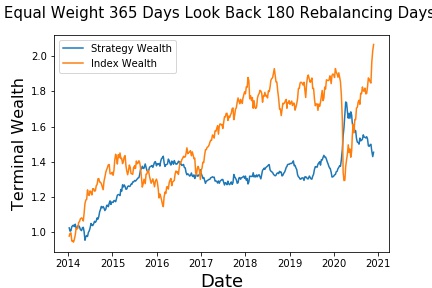 Equal Weight 365 Days Look Back 180 Rebalancing Days
Strategy Wealth
Index Wealth
Terminal Wealth
2.0
1.8
1.6
1.4
1.2
1.0
2014 2015 2016 2017 2018 2019 2020 2021
Date